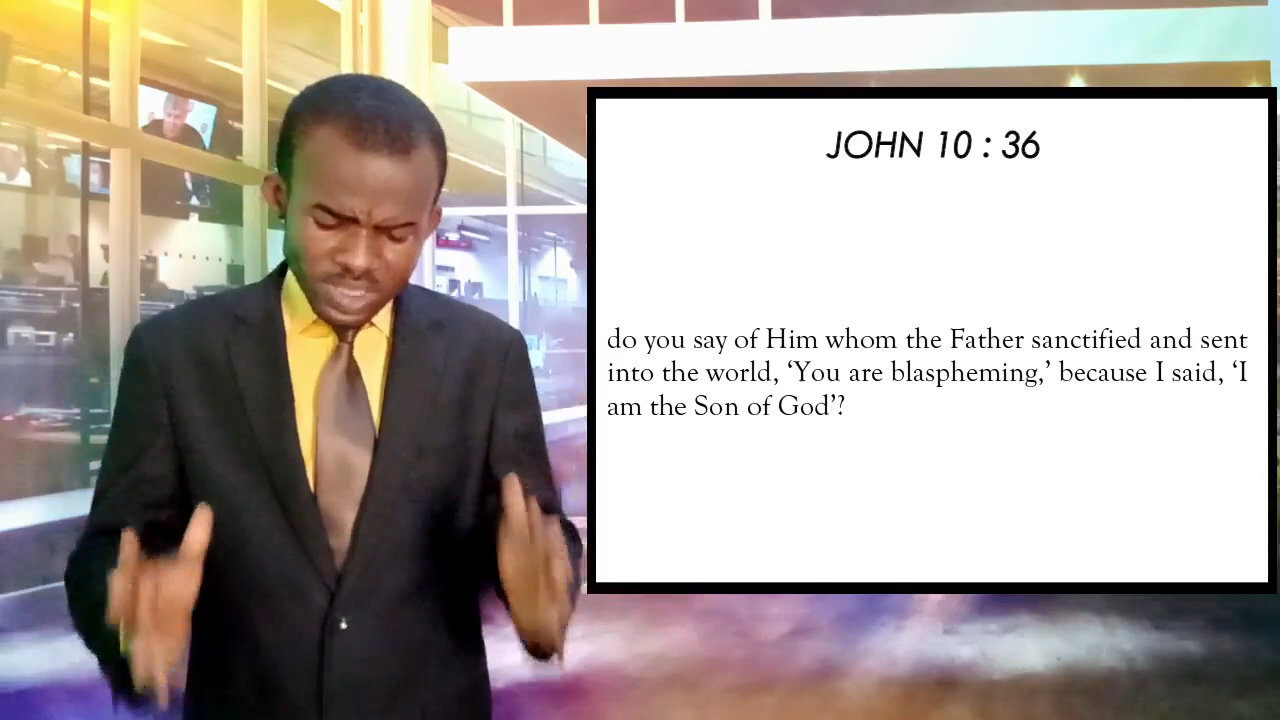 JOHN 10 : 36
do you say of Him whom the Father sanctified and sent
into the world, ‘You are blaspheming,’ because I said, ‘I
am the Son of God’?